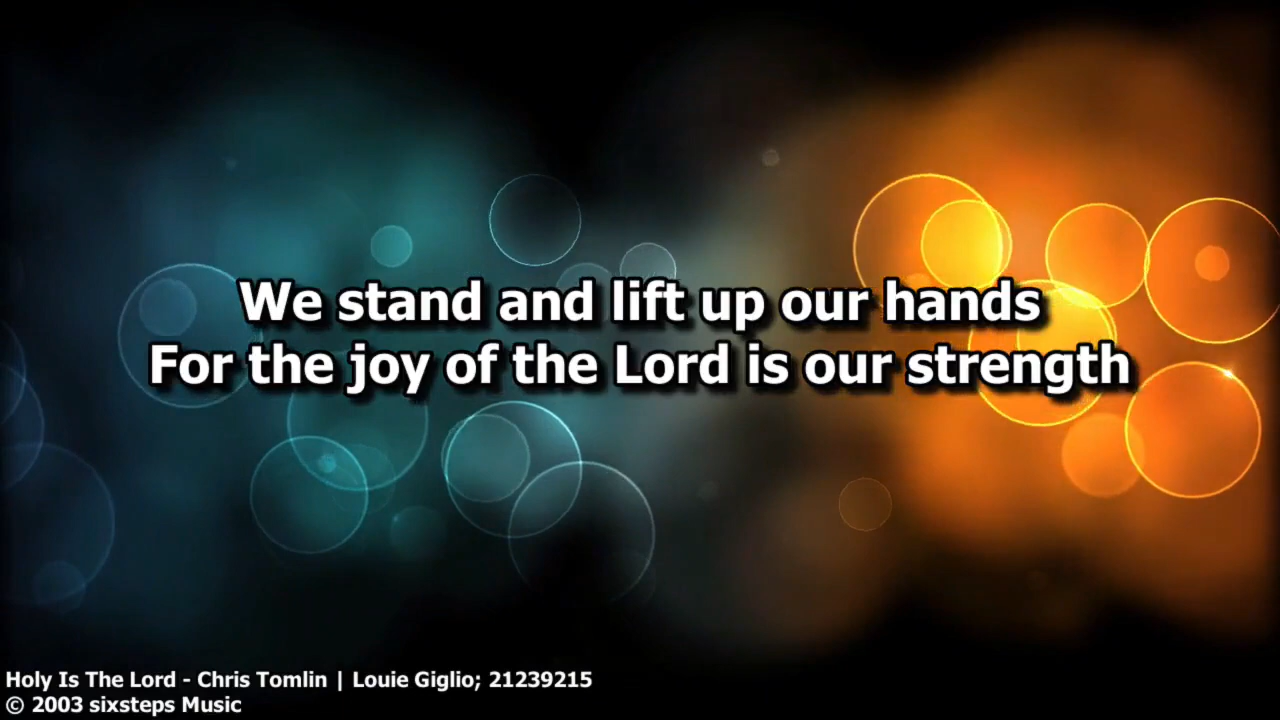 We stand and lift up our hands
For the joy of the Lord is our strength
Holy Is The Lord - Chris Tomlin | Louie Giglio; 21239215
© 2003 sixsteps Music